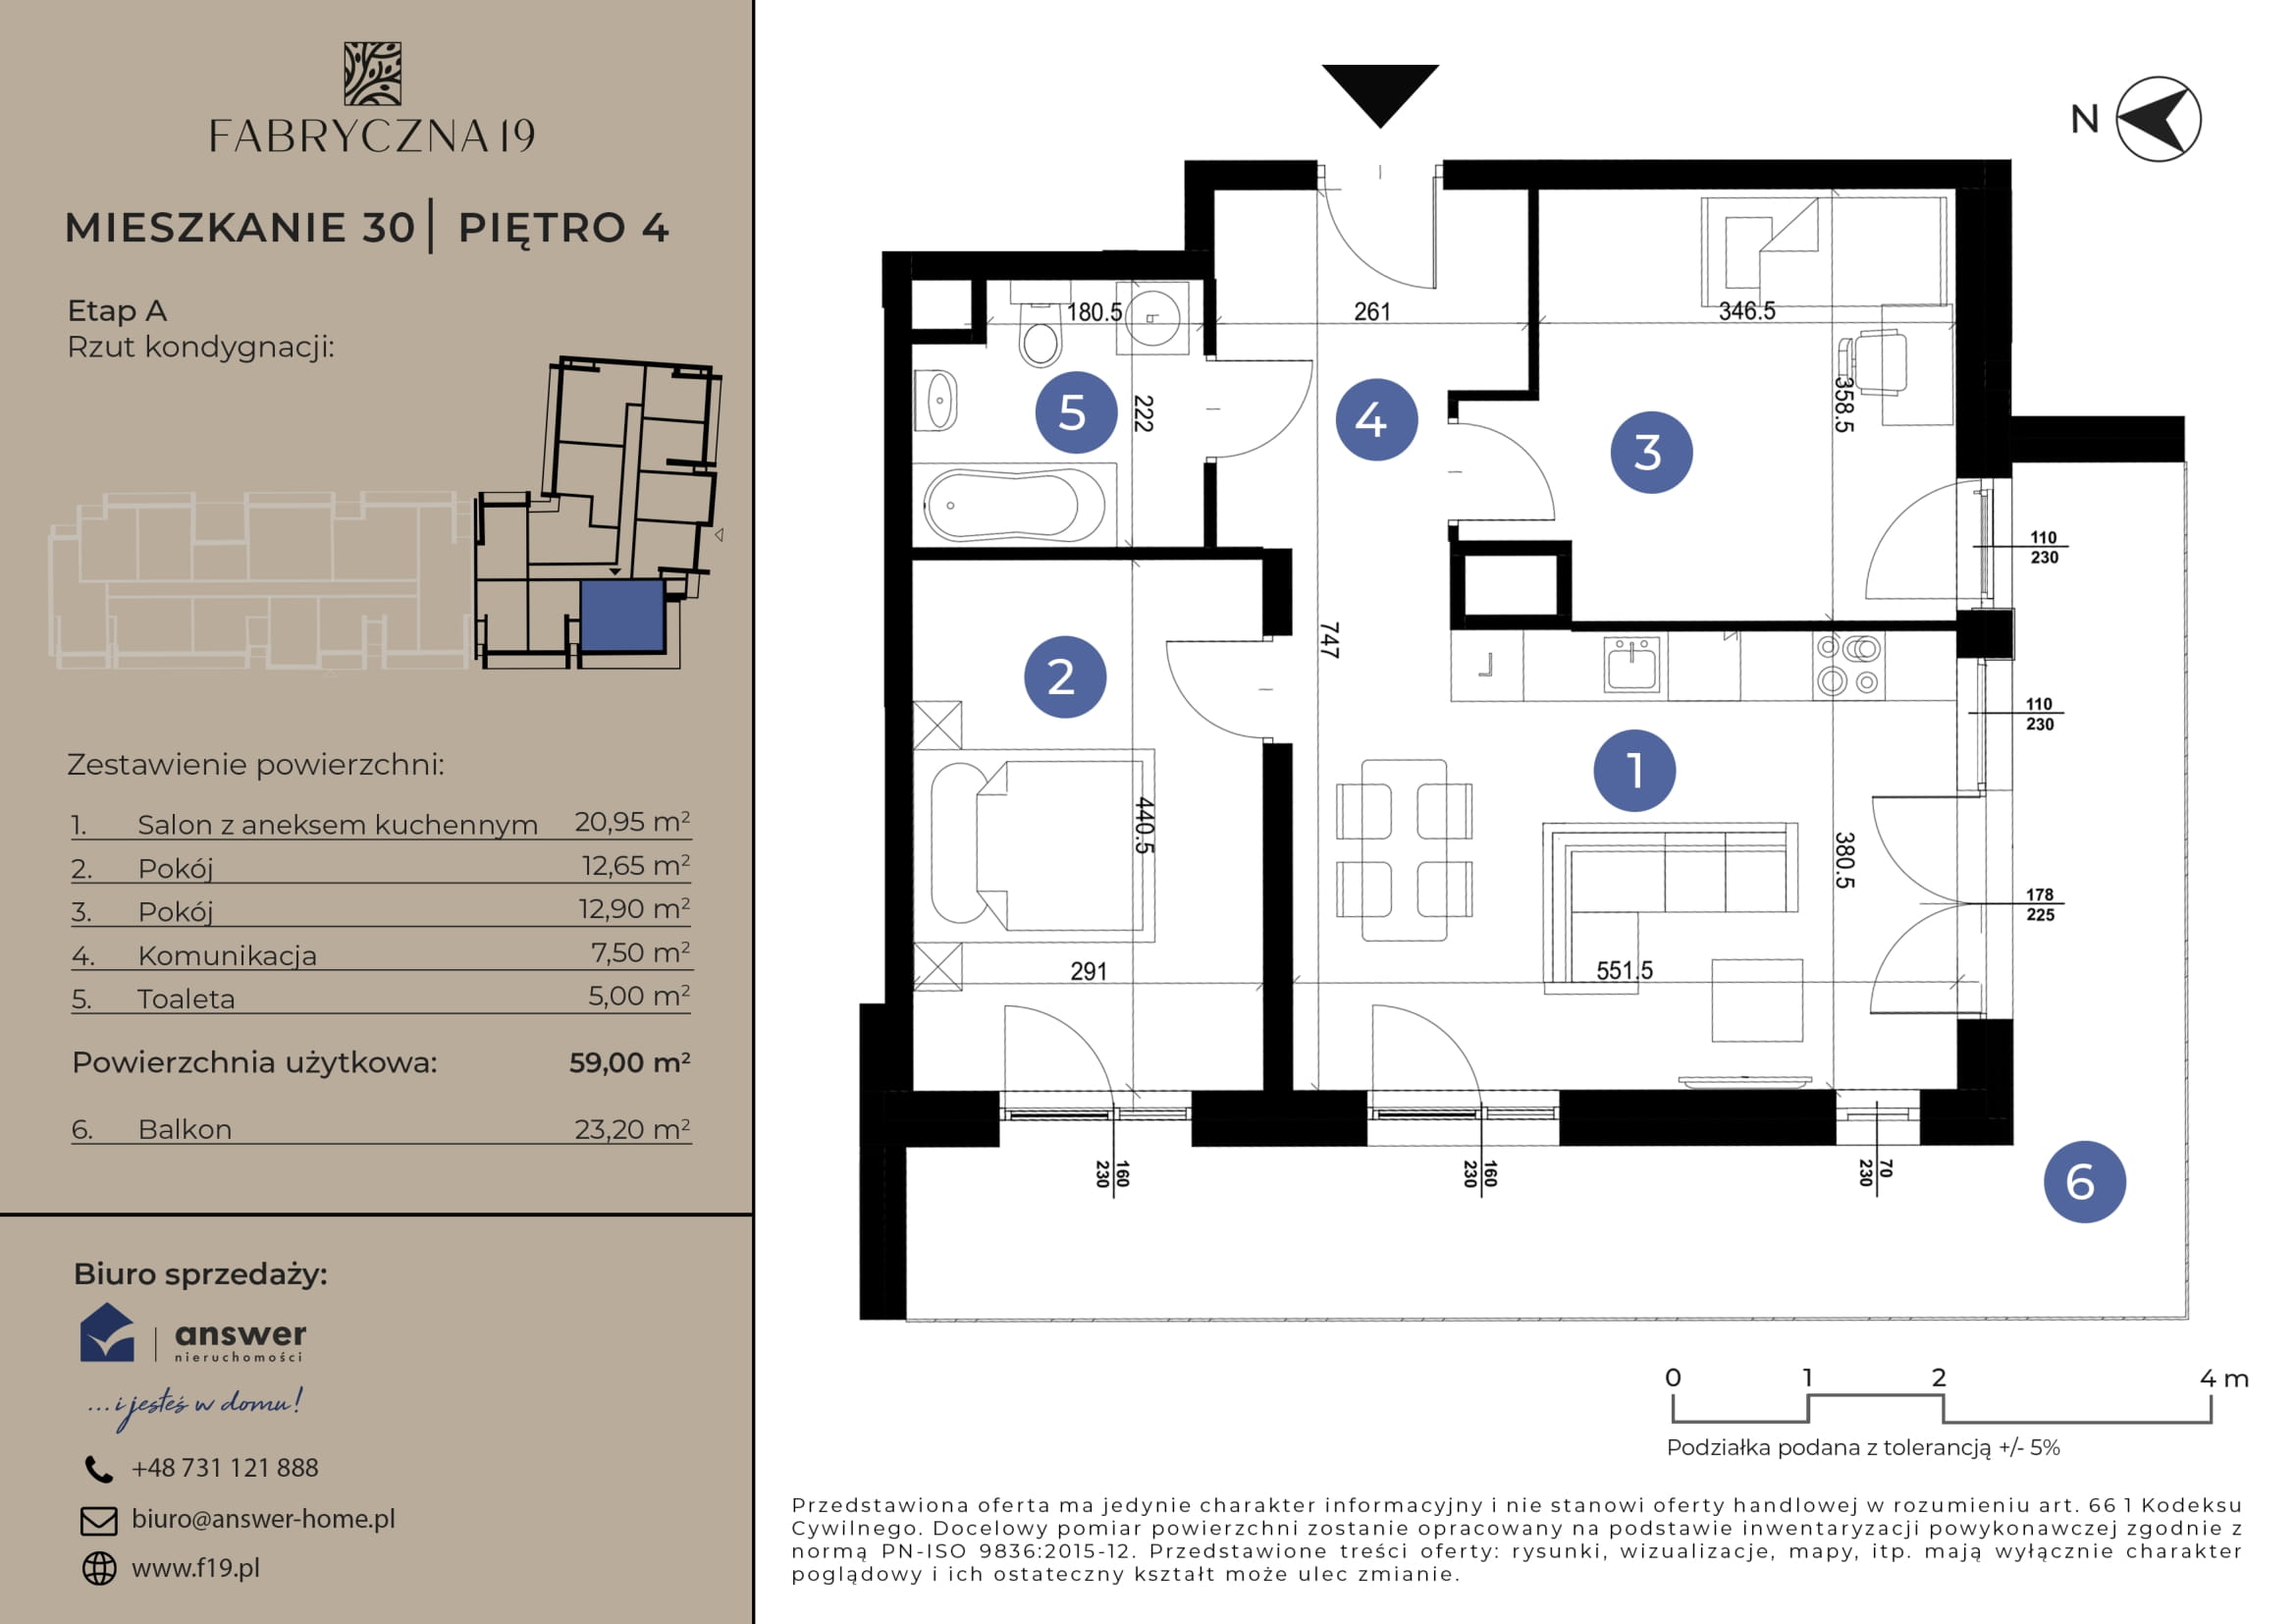 FABRYCZNA 19
MIESZKANIE 30 | PIĘTRO 4
Etap A
Rzut kondygnacji:
Zestawienie powierzchni:
1. Salon z aneksem kuchennym 20,95 m²
2. Pokój 12,65 m²
3. Pokój 12,90 m²
4. Komunikacja 7,50 m²
5. Toaleta 5,00 m²
Powierzchnia użytkowa: 59,00 m²
6. Balkon 23,20 m²
Biuro sprzedaży:
answer
nieruchomości
...i jesteś w domu!
+48 731 121 888
biuro@answer-home.pl
www.f19.pl
N
180.5
261
346.5
5
222
4
3
358.5
110
230
2
747
1
110
230
440.5
380.5
178
225
291
551.5
160
230
160
230
70
230
6
0 1 2 4 m
Podziałka podana z tolerancją +/- 5%
Przedstawiona oferta ma jedynie charakter informacyjny i nie stanowi oferty handlowej w rozumieniu art. 66 1 Kodeksu
Cywilnego. Docelowy pomiar powierzchni zostanie opracowany na podstawie inwentaryzacji powykonawczej zgodnie z
normą PN-ISO 9836:2015-12. Przedstawione treści oferty: rysunki, wizualizacje, mapy, itp. mają wyłącznie charakter
poglądowy i ich ostateczny kształt może ulec zmianie.